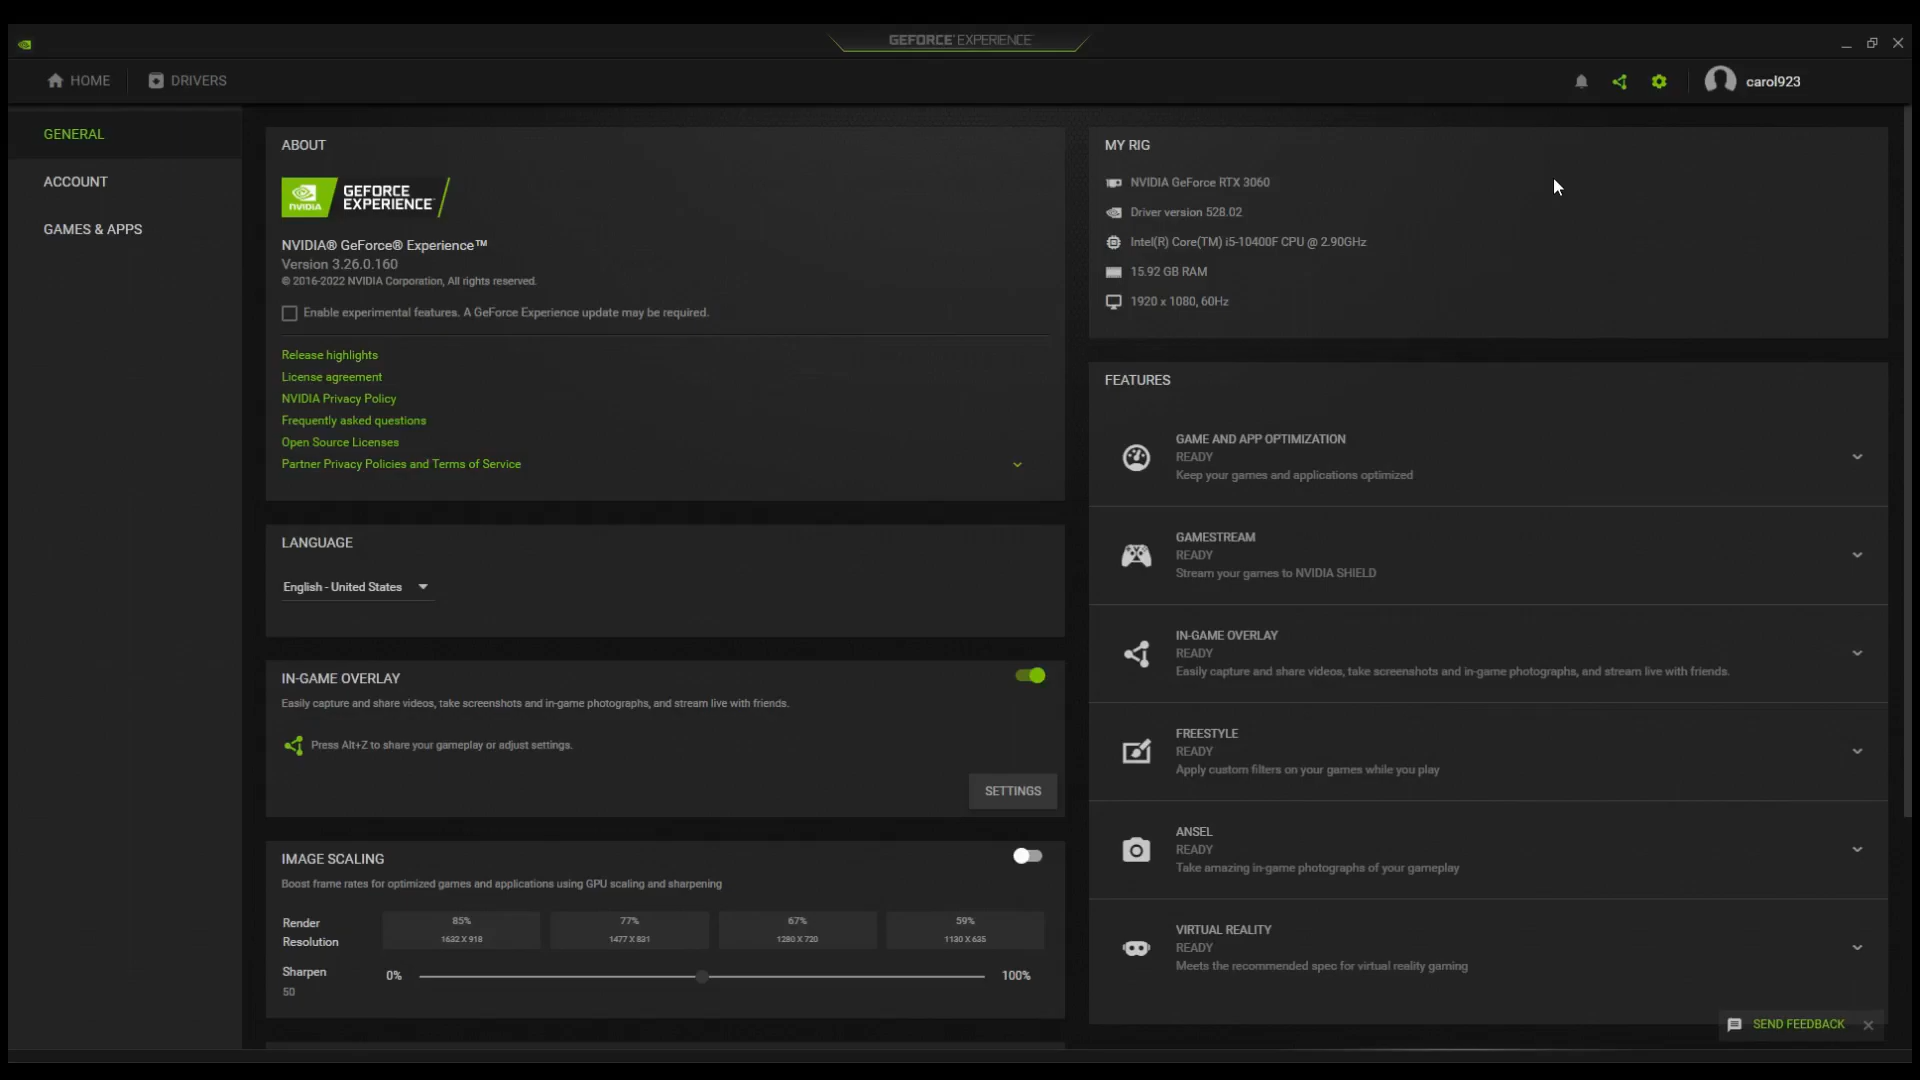 GEFORCE EXPERIENCE
HOME
DRIVERS
carol923
GENERAL
ACCOUNT
GAMES & APPS
ABOUT
NVIDIA
GEFORCE
EXPERIENCE
NVIDIA® GeForce® Experience™
Version 3.26.0.160
© 2016-2022 NVIDIA Corporation, All rights reserved.
Enable experimental features. A GeForce Experience update may be required.
Release highlights
License agreement
NVIDIA Privacy Policy
Frequently asked questions
Open Source Licenses
Partner Privacy Policies and Terms of Service
LANGUAGE
English - United States
IN-GAME OVERLAY
Easily capture and share videos, take screenshots and in-game photographs, and stream live with friends.
Press Alt+Z to share your gameplay or adjust settings.
SETTINGS
IMAGE SCALING
Boost frame rates for optimized games and applications using GPU scaling and sharpening
Render
Resolution
85%
1632 X 918
77%
1477 X 831
67%
1280 X 720
59%
1130 X 635
Sharpen
50
0%
100%
MY RIG
NVIDIA GeForce RTX 3060
Driver version 528.02
Intel(R) Core(TM) i5-10400F CPU @ 2.90GHz
15.92 GB RAM
1920 x 1080, 60Hz
FEATURES
GAME AND APP OPTIMIZATION
READY
Keep your games and applications optimized
GAMESTREAM
READY
Stream your games to NVIDIA SHIELD
IN-GAME OVERLAY
READY
Easily capture and share videos, take screenshots and in-game photographs, and stream live with friends.
FREESTYLE
READY
Apply custom filters on your games while you play
ANSEL
READY
Take amazing in-game photographs of your gameplay
VIRTUAL REALITY
READY
Meets the recommended spec for virtual reality gaming
SEND FEEDBACK